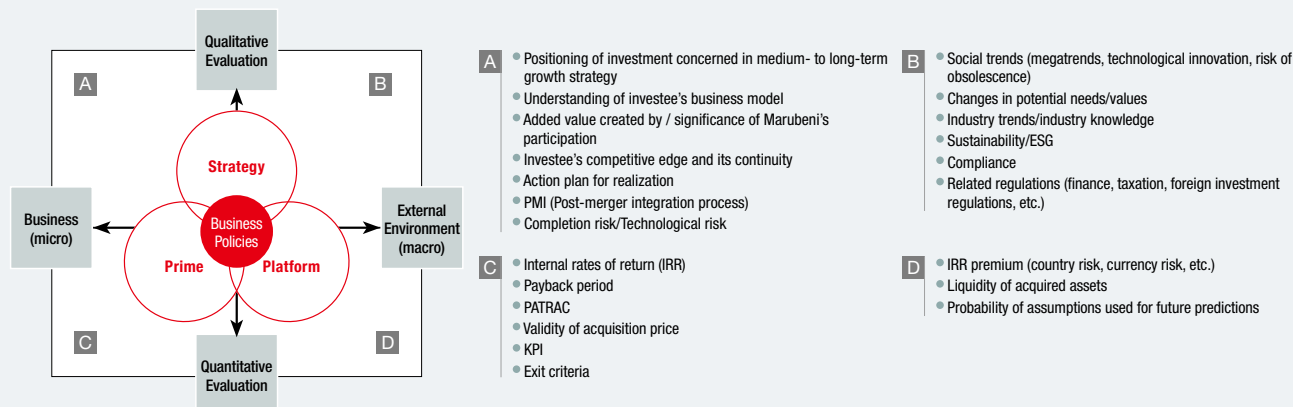 Qualitative
Evaluation
A
B
Strategy
Business
(micro)
Business
Policies
External
Environment
(macro)
Prime
Platform
C
D
Quantitative
Evaluation
A
• Positioning of investment concerned in medium- to long-term
growth strategy
• Understanding of investee's business model
• Added value created by / significance of Marubeni's
participation
• Investee's competitive edge and its continuity
• Action plan for realization
• PMI (Post-merger integration process)
• Completion risk/Technological risk
B
• Social trends (megatrends, technological innovation, risk of
obsolescence)
• Changes in potential needs/values
• Industry trends/industry knowledge
• Sustainability/ESG
• Compliance
• Related regulations (finance, taxation, foreign investment
regulations, etc.)
C
• Internal rates of return (IRR)
• Payback period
• PATRAC
• Validity of acquisition price
• KPI
• Exit criteria
D
• IRR premium (country risk, currency risk, etc.)
• Liquidity of acquired assets
• Probability of assumptions used for future predictions